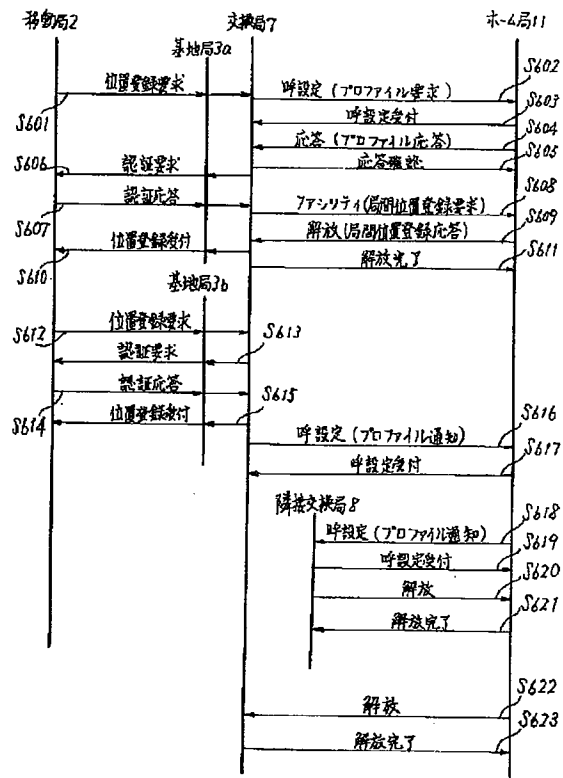 移動局2
交換局7
ホーム局11
基地局3a
位置登録要求
呼設定(プロファイル要求)
S602
S601
呼設定受付
S603
応答(プロファイル応答)
S604
S606
認証要求
応答確認
S605
認証応答
S608
S607
ファシリティ(局間位置登録要求)
S609
位置登録受付
解放(局間位置登録応答)
S610
解放完了
S611
基地局3b
位置登録要求
S612
S613
認証要求
認証応答
S615
位置登録受付
S614
S616
呼設定(プロファイル通知)
S617
呼設定受付
隣接交換局8
S618
呼設定(プロファイル通知)
S619
呼設定受付
S620
解放
S621
解放完了
S622
解放
S623
解放完了